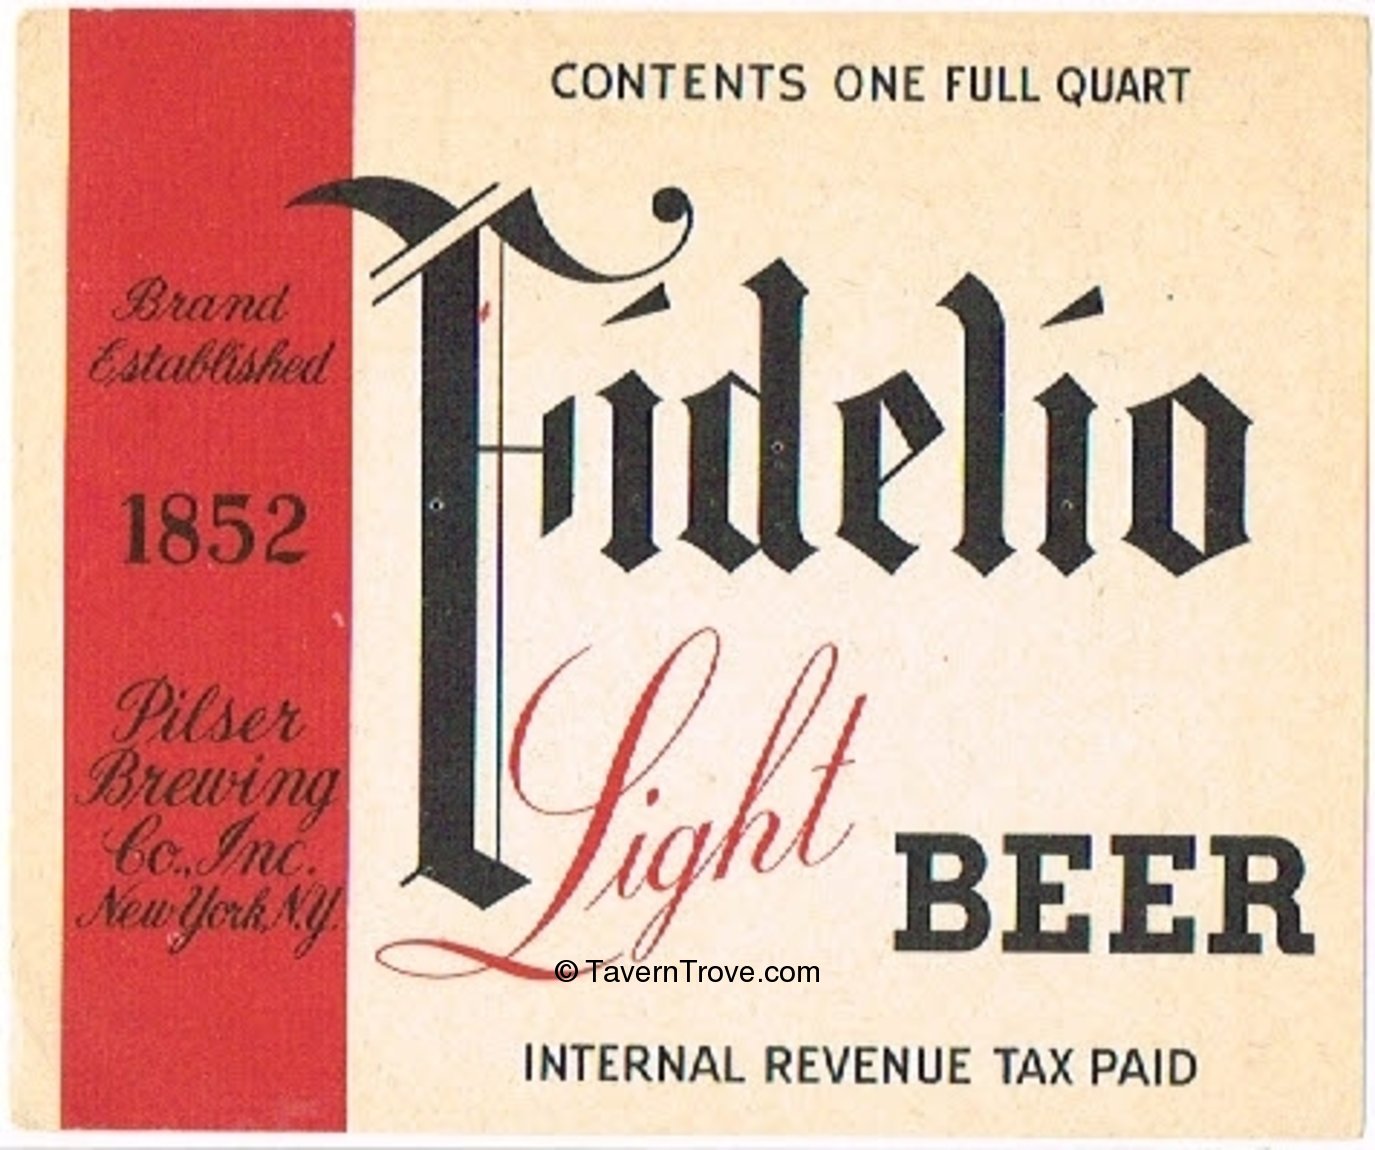 CONTENTS ONE FULL QUART
Fidelio
Light
BEER
INTERNAL REVENUE TAX PAID
Brand
Established
1852
Pilser
Brewing
Co., Inc.
New York, N.Y.
© TavernTrove.com